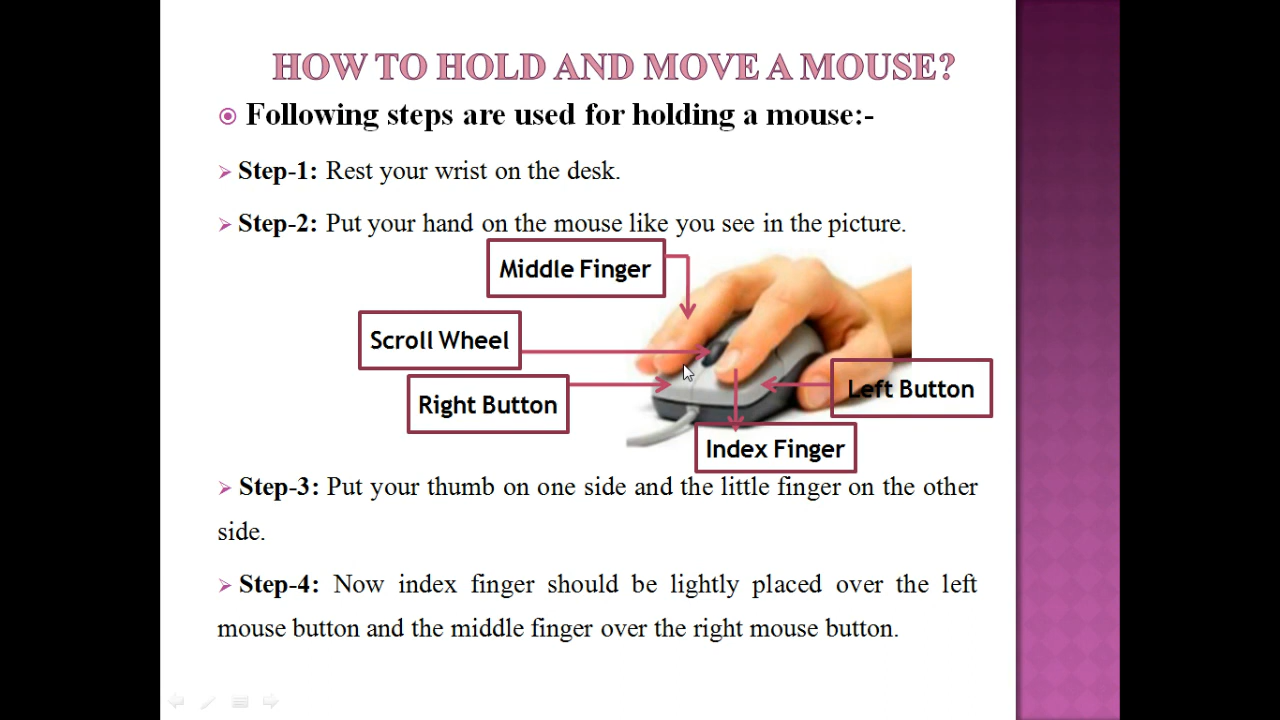 HOW TO HOLD AND MOVE A MOUSE?
Following steps are used for holding a mouse:-
Step-1: Rest your wrist on the desk.
Step-2: Put your hand on the mouse like you see in the picture.
Middle Finger
Scroll Wheel
Right Button
Left Button
Index Finger
Step-3: Put your thumb on one side and the little finger on the other
side.
Step-4: Now index finger should be lightly placed over the left
mouse button and the middle finger over the right mouse button.